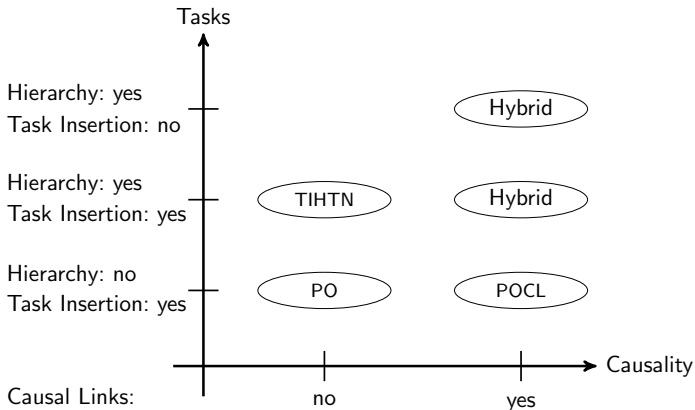 Tasks
Hierarchy: yes
Task Insertion: no
Hybrid
Hierarchy: yes
Task Insertion: yes
TIHTN
Hybrid
Hierarchy: no
Task Insertion: yes
PO
POCL
Causality
Causal Links:
no
yes